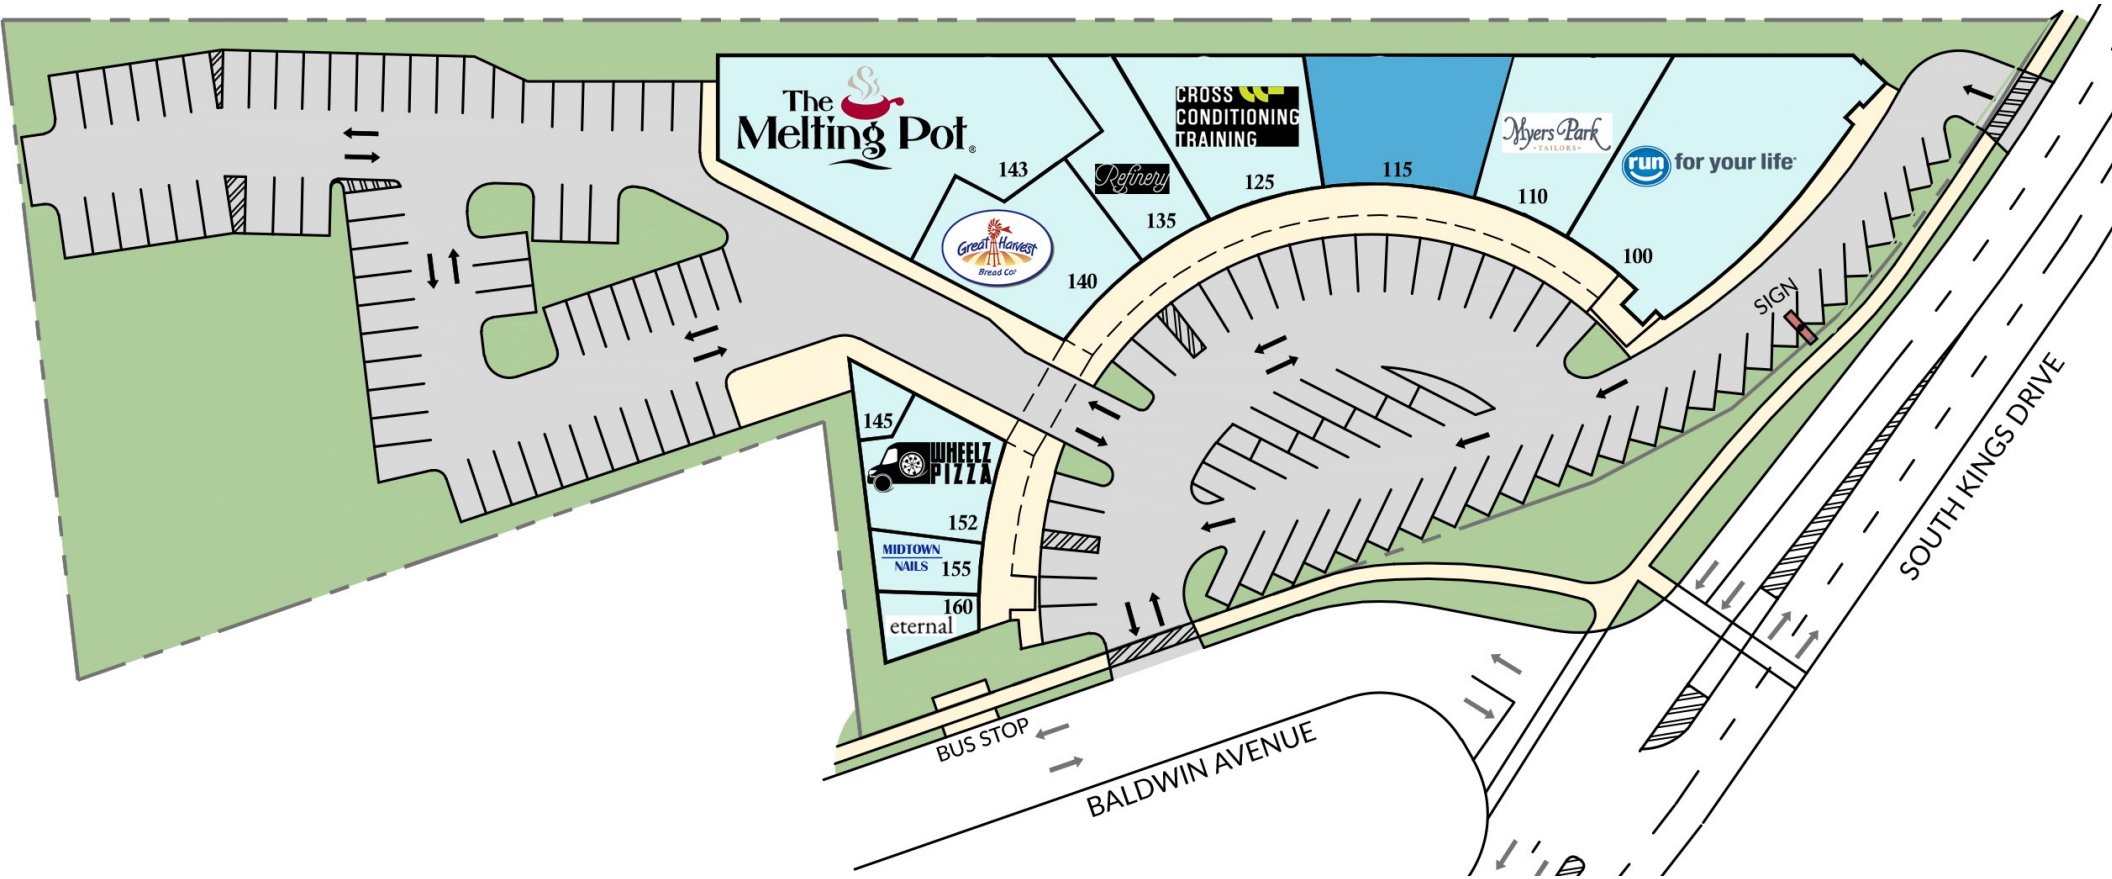 The
Melting Pot®
143
Great Harvest
Bread Co.
140
Refinery
135
CROSS
CONDITIONING
TRAINING
125
115
Myers Park
- TAILORS -
110
run for your life
100
SIGN
145
WHEELZ
PIZZA
152
MIDTOWN
NAILS
155
160
eternal
BUS STOP
BALDWIN AVENUE
SOUTH KINGS DRIVE